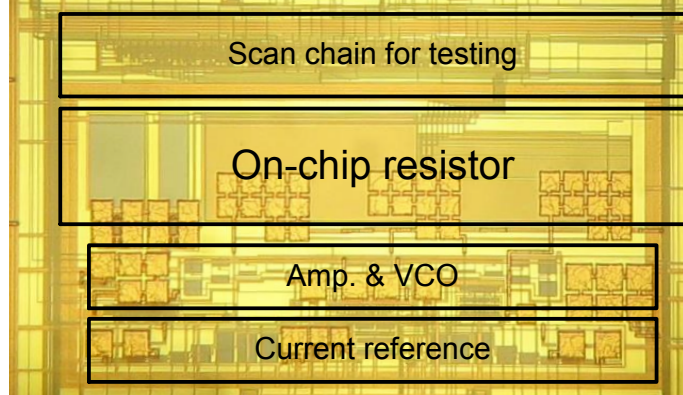 Scan chain for testing
On-chip resistor
Amp. & VCO
Current reference